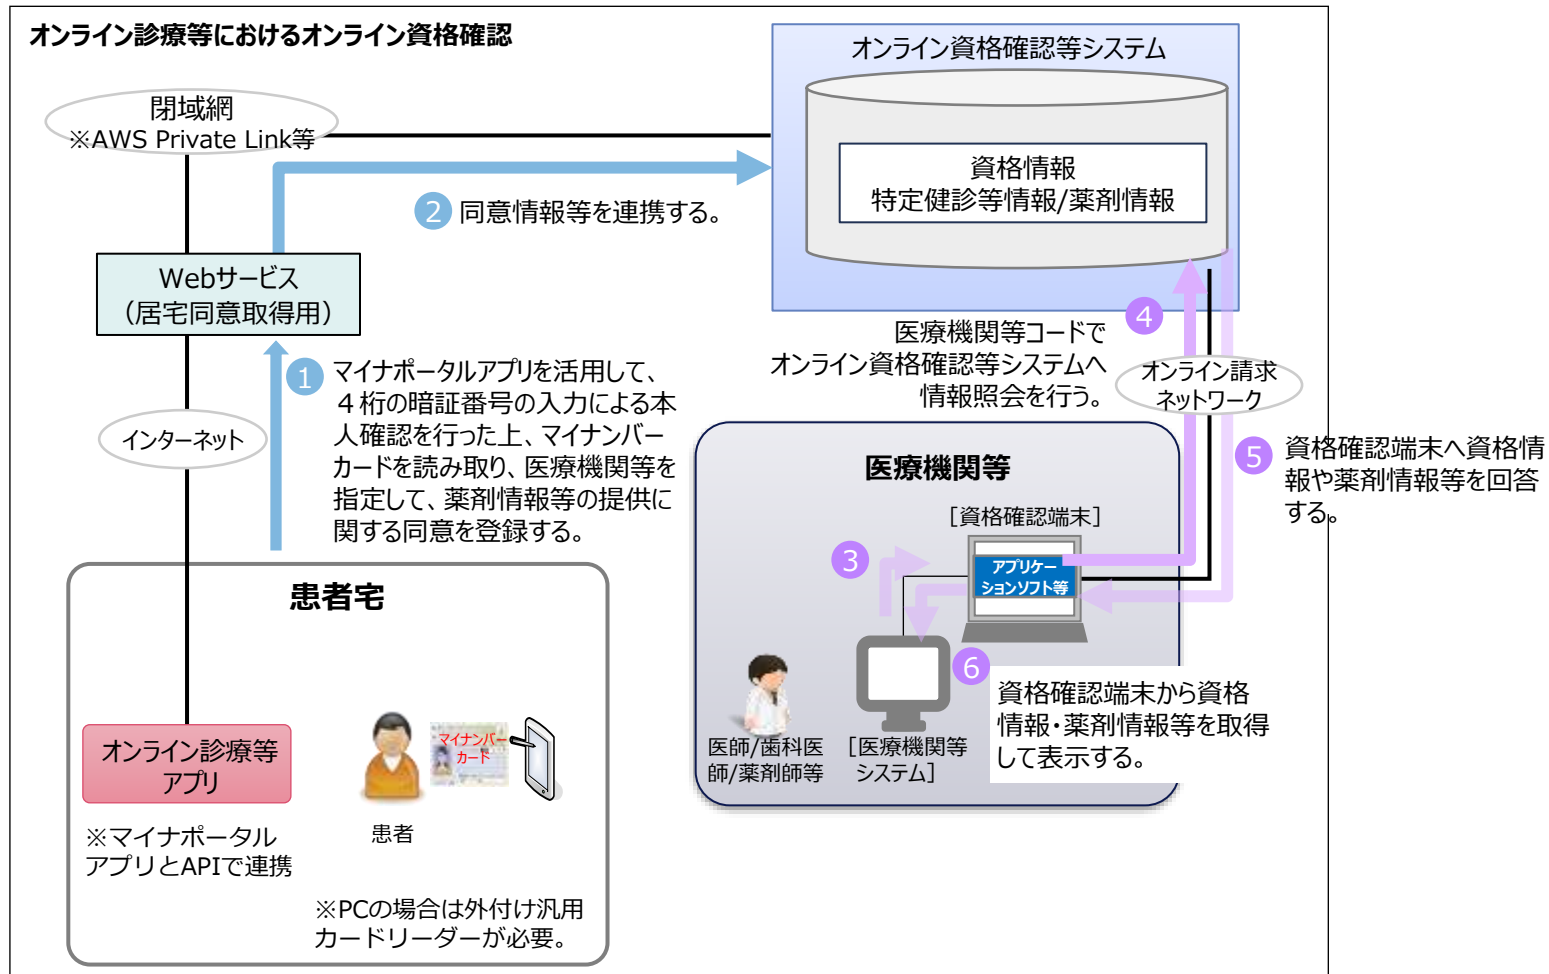 オンライン診療等におけるオンライン資格確認
オンライン資格確認等システム
閉域網
※AWS Private Link等
資格情報
特定健診等情報/薬剤情報
2 同意情報等を連携する。
Webサービス
(居宅同意取得用)
4
医療機関等コードで
オンライン資格確認等システムへ
情報照会を行う。
オンライン請求
ネットワーク
1 マイナポータルアプリを活用して、
4桁の暗証番号の入力による本
人確認を行った上、マイナンバー
カードを読み取り、医療機関等を
指定して、薬剤情報等の提供に
関する同意を登録する。
インターネット
5 資格確認端末へ資格情
報や薬剤情報等を回答
する。
医療機関等
[資格確認端末]
3
アプリケー
ションソフト等
6
資格確認端末から資格
情報・薬剤情報等を取得
して表示する。
医師/歯科医
師/薬剤師等
[医療機関等
システム]
患者宅
オンライン診療等
アプリ
マイナンバー
カード
※マイナポータル
アプリとAPIで連携
患者
※PCの場合は外付け汎用
カードリーダーが必要。